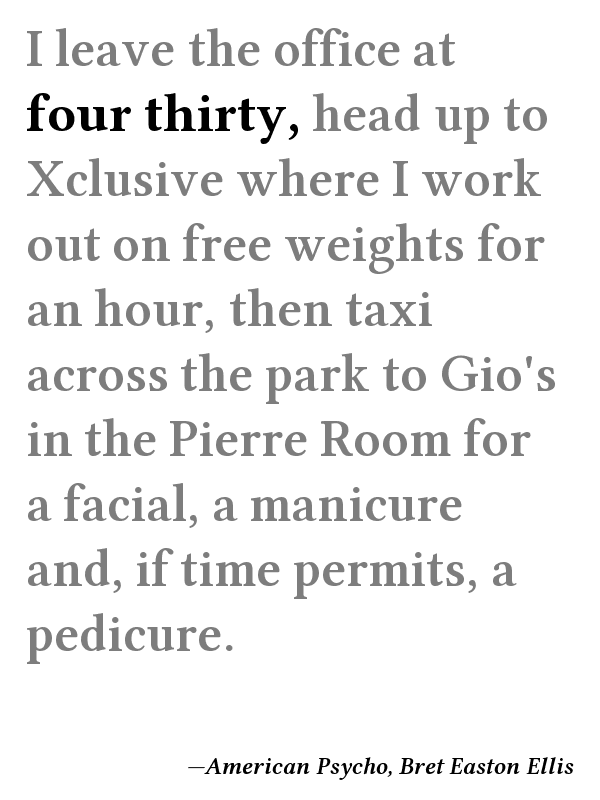 I leave the office at
four thirty, head up to
Xclusive where I work
out on free weights for
an hour, then taxi
across the park to Gio's
in the Pierre Room for
a facial, a manicure
and, if time permits, a
pedicure.
—American Psycho, Bret Easton Ellis